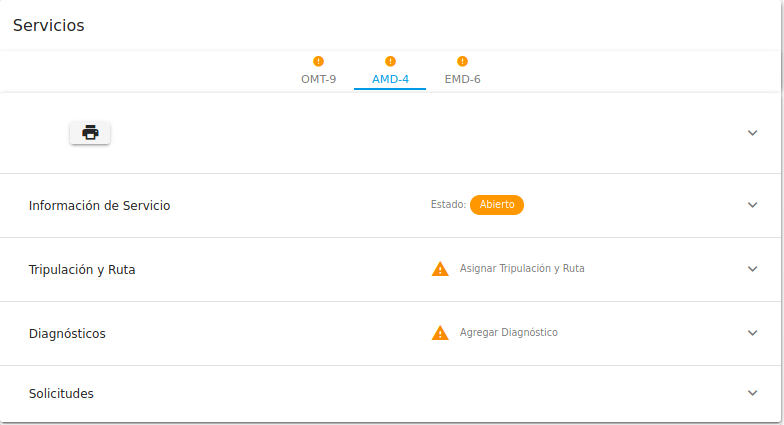 Servicios
OMT-9 AMD-4 EMD-6
Información de Servicio Estado: Abierto
Tripulación y Ruta Asignar Tripulación y Ruta
Diagnósticos Agregar Diagnóstico
Solicitudes